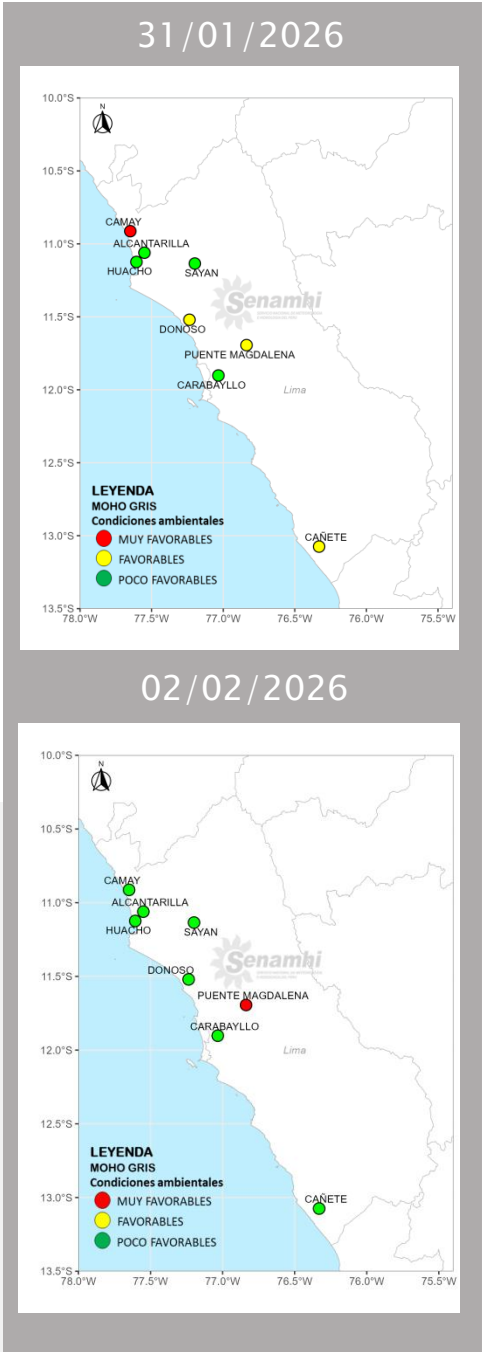 31/01/2026
10.0°S
N
10.5°S
CAMAY
11.0°S
ALCANTARILLA
HUACHO
SAYAN
Senamhi
11.5°S
DONOSO
PUENTE MAGDALENA
CARABAYLLO
12.0°S
Lima
12.5°S
LEYENDA
MOHO GRIS
Condiciones ambientales
13.0°S
CAÑETE
MUY FAVORABLES
FAVORABLES
POCO FAVORABLES
13.5°S
78.0°W 77.5°W 77.0°W 76.5°W 76.0°W 75.5°W
02/02/2026
10.0°S
N
10.5°S
CAMAY
11.0°S
ALCANTARILLA
HUACHO
SAYAN
Senamhi
DONOSO
11.5°S
PUENTE MAGDALENA
CARABAYLLO
12.0°S
Lima
12.5°S
LEYENDA
MOHO GRIS
Condiciones ambientales
13.0°S
CAÑETE
MUY FAVORABLES
FAVORABLES
POCO FAVORABLES
13.5°S
78.0°W 77.5°W 77.0°W 76.5°W 76.0°W 75.5°W